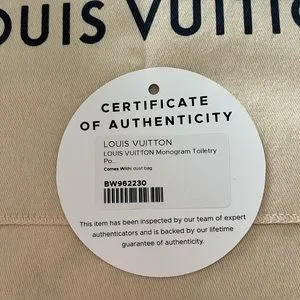 LOUIS VUITTON
CERTIFICATE
OF AUTHENTICITY
LOUIS VUITTON
LOUIS VUITTON Monogram Toiletry
Po...
Comes With: dust bag
BW962230
This item has been inspected by our team of expert
authenticators and is backed by our lifetime
guarantee of authenticity.